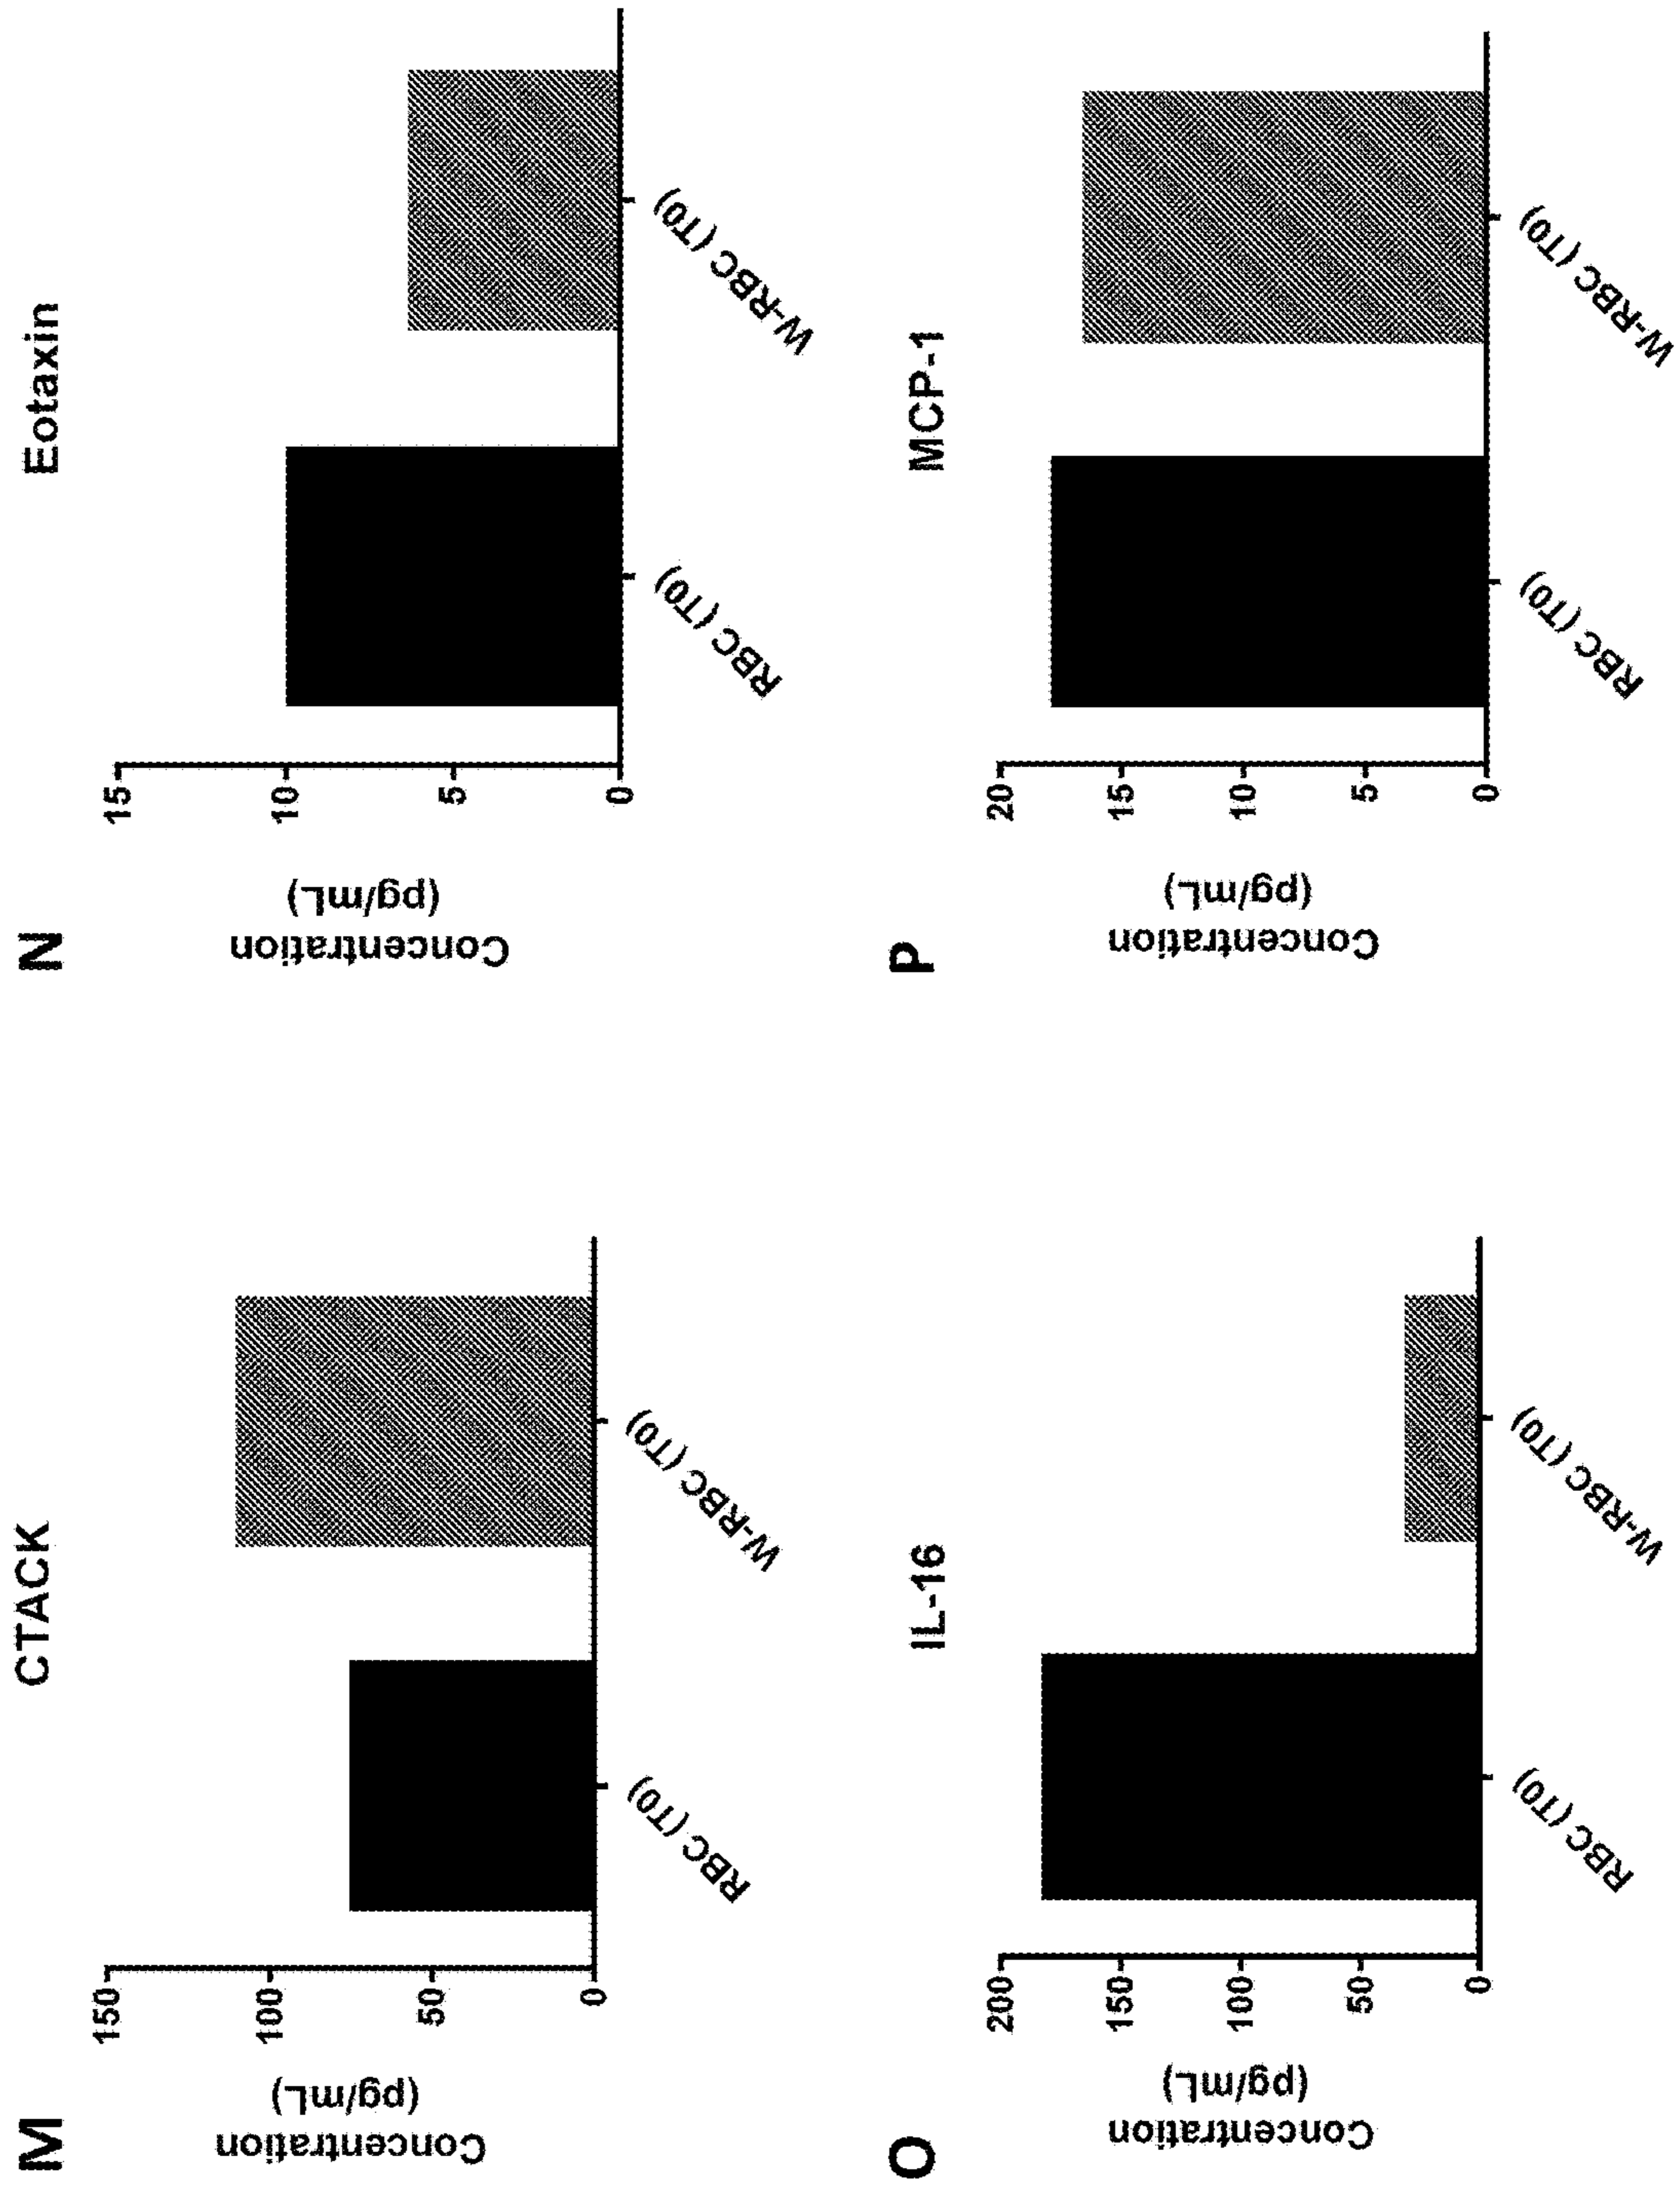 M
CTACK
Concentration
(pg/mL)
150
100
50
0
RBC (T0)
W-RBC (T0)
N
Eotaxin
Concentration
(pg/mL)
15
10
5
0
RBC (T0)
W-RBC (T0)
O
IL-16
Concentration
(pg/mL)
200
150
100
50
0
RBC (T0)
W-RBC (T0)
P
MCP-1
Concentration
(pg/mL)
20
15
10
5
0
RBC (T0)
W-RBC (T0)